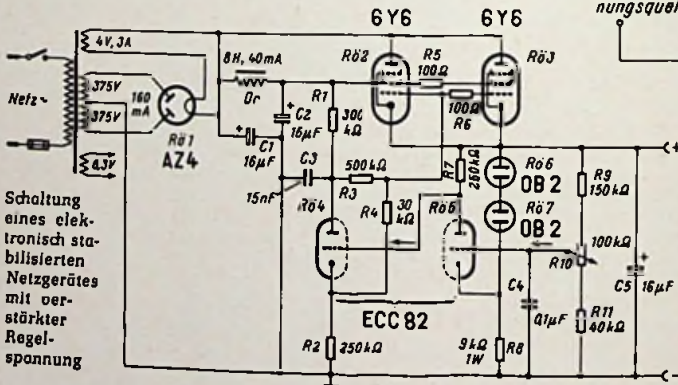 nungsquel
6Y6
6Y6
4V, 3A
8H, 40mA
Rö2
R5
100Ω
Rö3
Netz ~
375V
375V
160
mA
Dr
R1
300
kΩ
100Ω
R6
Rö1
AZ4
C1
16µF
C2
16µF
6,3V
C3
15nF
500kΩ
R3
R4
30
kΩ
R7
250kΩ
Rö6
OB2
Rö7
OB2
R9
150kΩ
Rö4
Rö5
100kΩ
R10
C4
0,1µF
C5
16µF
R11
40kΩ
ECC 82
R2
250kΩ
9kΩ
1W
R8
Schaltung
eines elek-
tronisch sta-
bilisierten
Netzgerätes
mit ver-
stärkter
Regel-
spannung